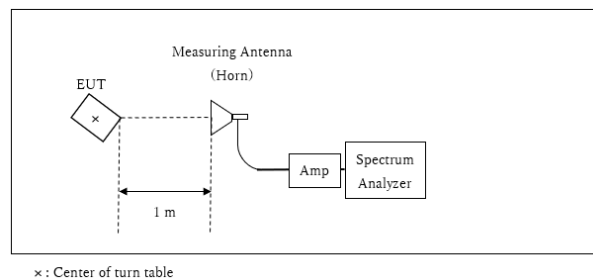 Measuring Antenna
(Horn)
EUT
×
Amp
Spectrum
Analyzer
1 m
× : Center of turn table